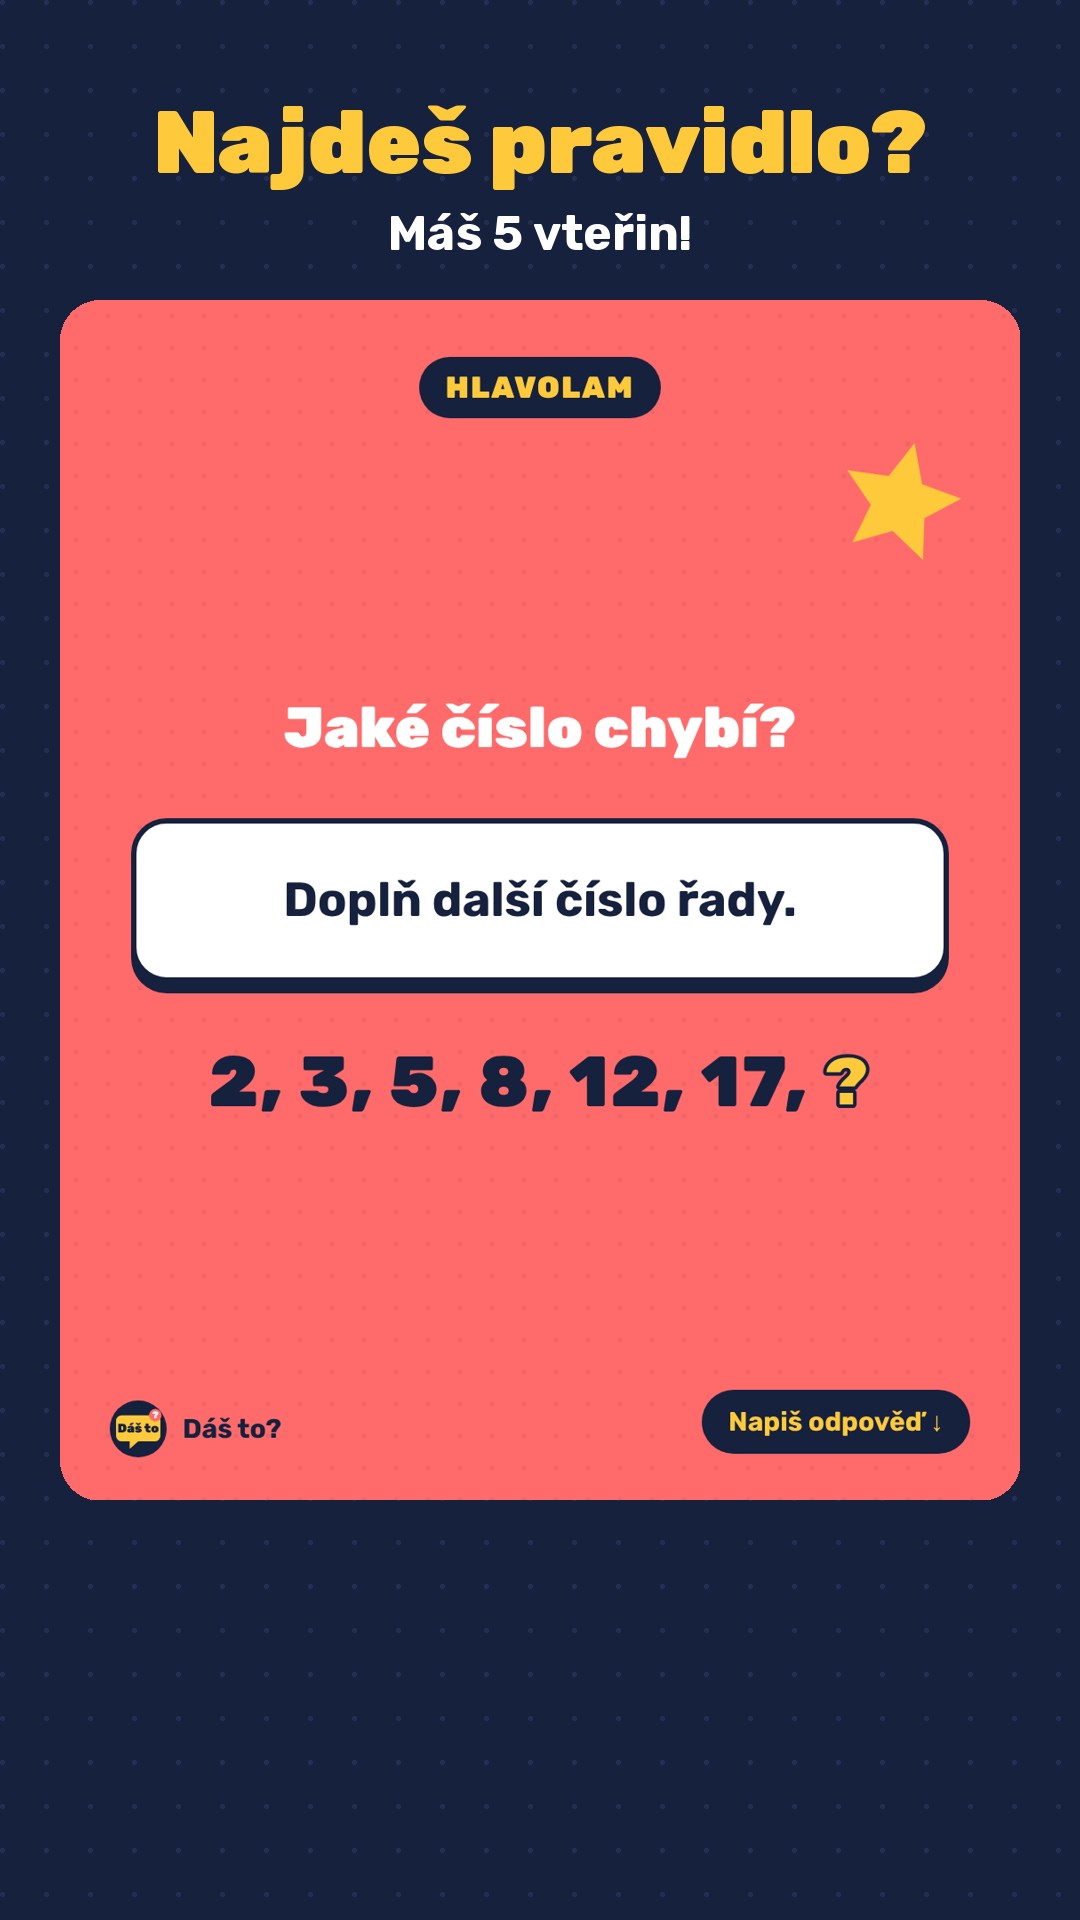 Najdeš pravidlo?
Máš 5 vteřin!
HLAVOLAM
Jaké číslo chybí?
Doplň další číslo řady.
2, 3, 5, 8, 12, 17, ?
Dáš to ?
Dáš to?
Napiš odpověď ↓